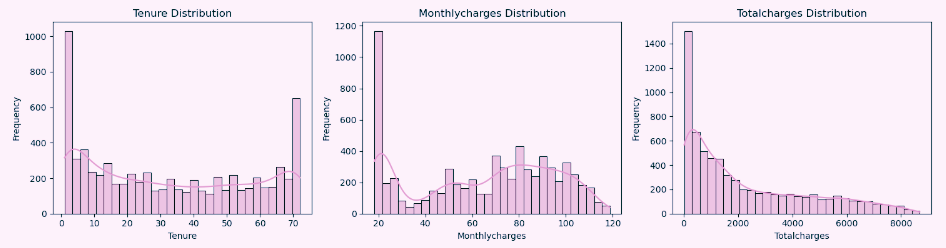 Tenure Distribution
Frequency
1000
800
600
400
200
0
0 10 20 30 40 50 60 70
Tenure
Monthlycharges Distribution
Frequency
1200
1000
800
600
400
200
0
20 40 60 80 100 120
Monthlycharges
Totalcharges Distribution
Frequency
1400
1200
1000
800
600
400
200
0
0 2000 4000 6000 8000
Totalcharges